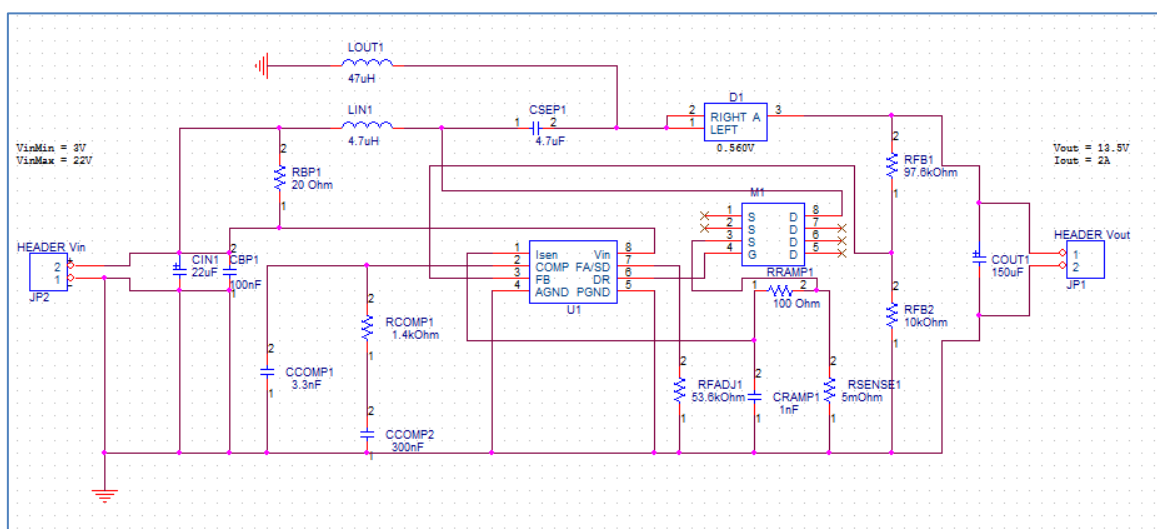 LOUT1
47uH
LIN1
4.7uH
CSEP1
1 2
4.7uF
D1
2 RIGHT A 3
1 LEFT
0.560V
VinMin = 3V
VinMax = 22V
2
RBP1
20 Ohm
1
Vout = 13.5V
Iout = 2A
2
RFB1
97.6kOhm
1
M1
1 S D 8
2 S D 7
3 S D 6
4 G D 5
HEADER Vin
2 +
1 -
JP2
CIN1
22uF
2
CBP1
100nF
1
1 Isen Vin 8
2 COMP FA/SD 7
3 FB DR 6
4 AGND PGND 5
U1
RRAMP1
1 2
100 Ohm
HEADER Vout
1
2
JP1
COUT1
150uF
2
RFB2
10kOhm
1
2
RCOMP1
1.4kOhm
1
2
CCOMP1
3.3nF
1
2
CCOMP2
300nF
1
2
RFADJ1
53.6kOhm
1
2
CRAMP1
1nF
1
2
RSENSE1
5mOhm
1